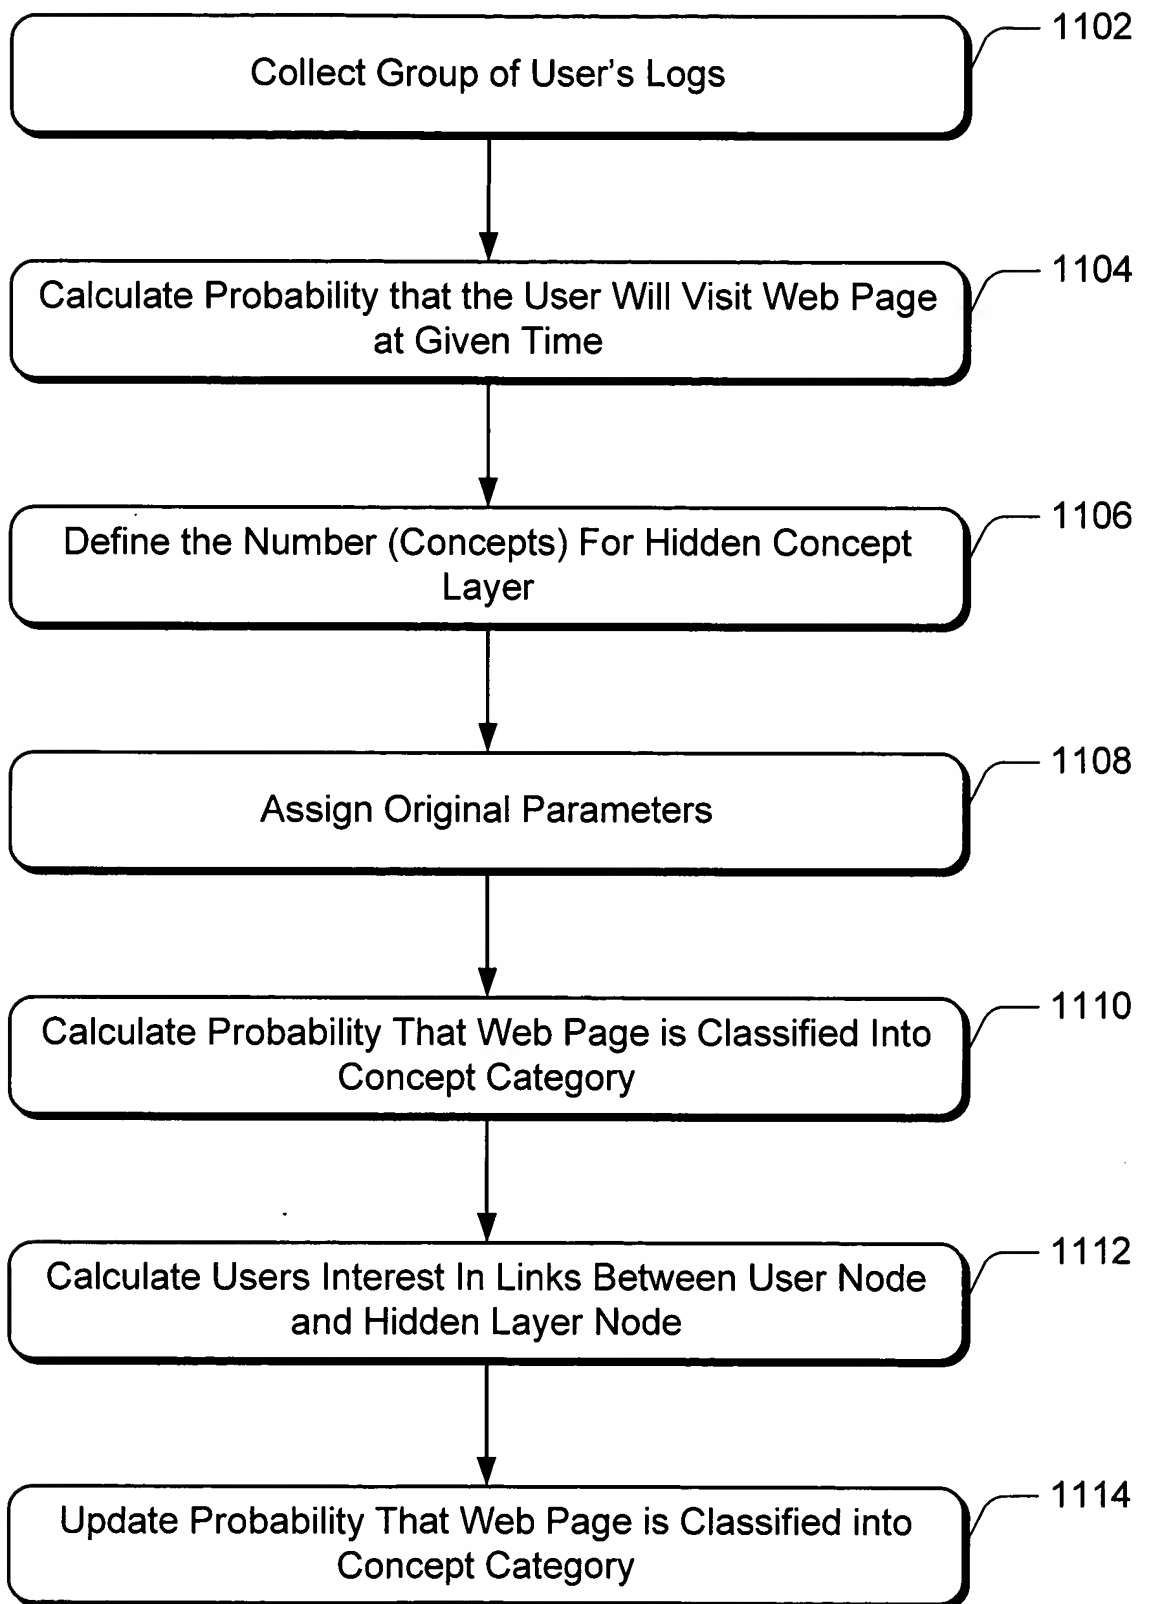 1102
Collect Group of User's Logs
1104
Calculate Probability that the User Will Visit Web Page
at Given Time
1106
Define the Number (Concepts) For Hidden Concept
Layer
1108
Assign Original Parameters
1110
Calculate Probability That Web Page is Classified Into
Concept Category
1112
Calculate Users Interest In Links Between User Node
and Hidden Layer Node
1114
Update Probability That Web Page is Classified into
Concept Category